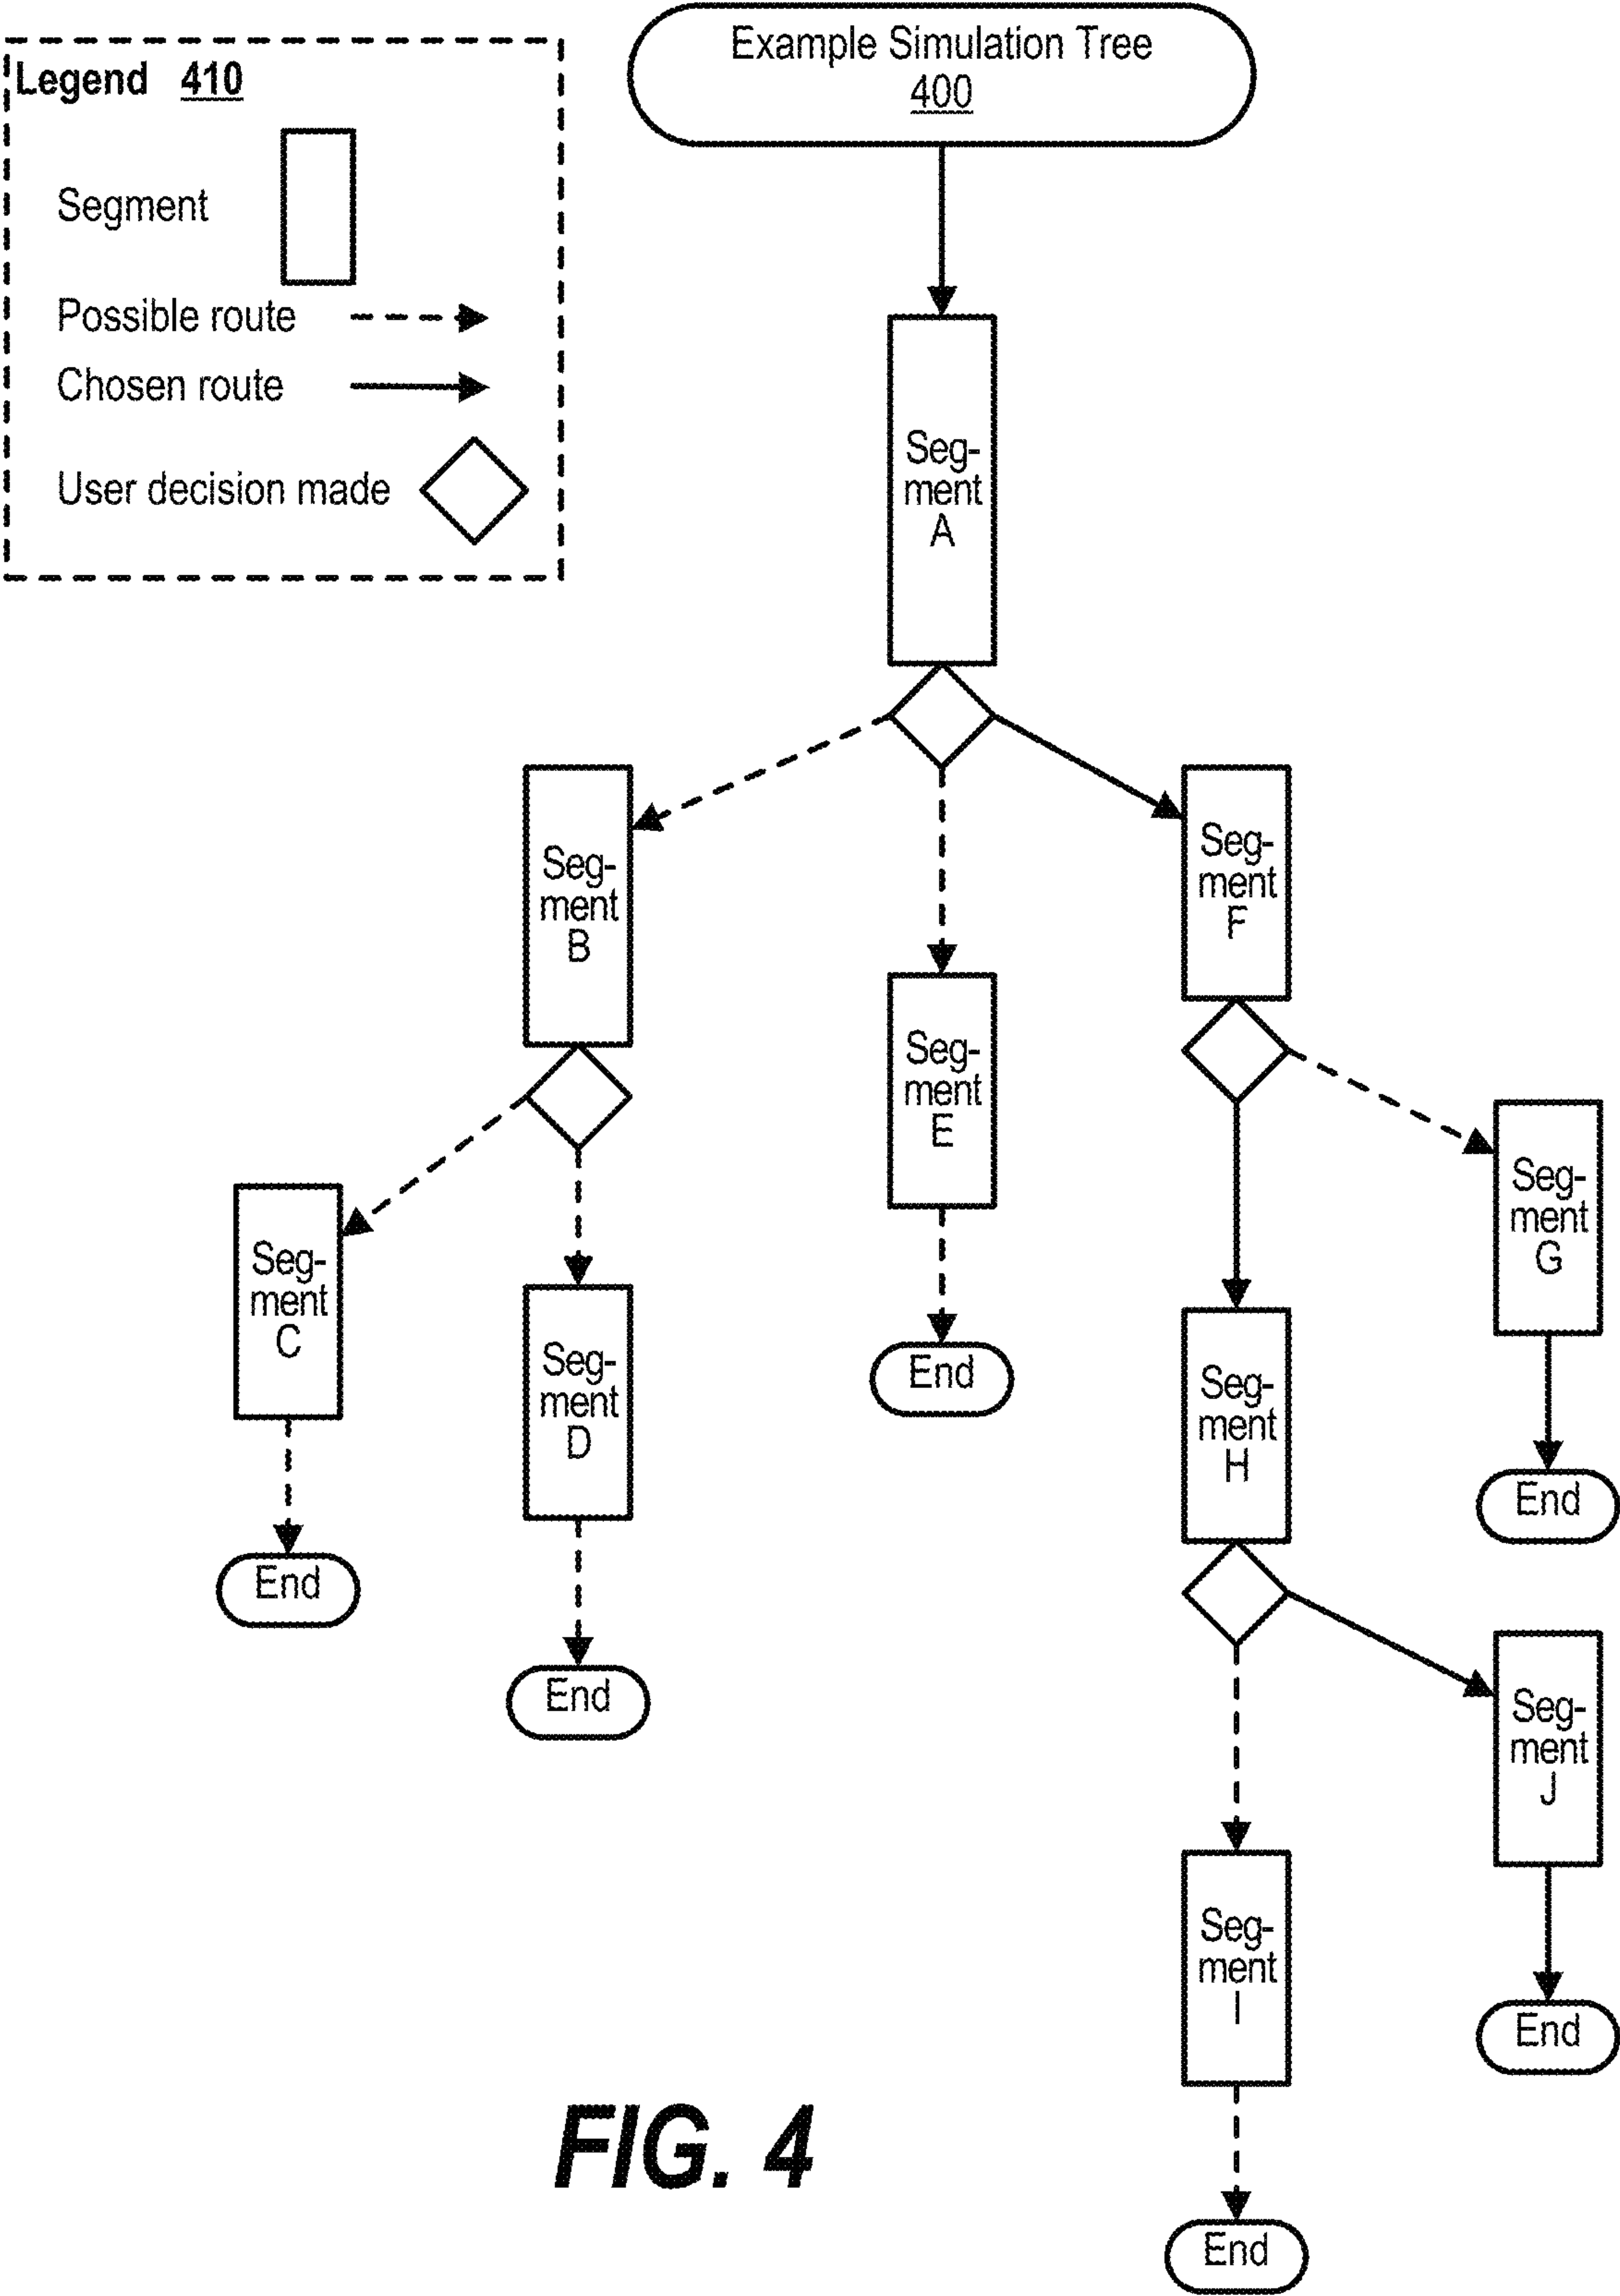 Example Simulation Tree
400
Legend 410
Segment
Possible route
Chosen route
User decision made
Seg-
ment
A
Seg-
ment
B
Seg-
ment
F
Seg-
ment
E
Seg-
ment
G
Seg-
ment
C
Seg-
ment
D
Seg-
ment
H
End
End
End
End
Seg-
ment
J
Seg-
ment
I
End
End
FIG. 4